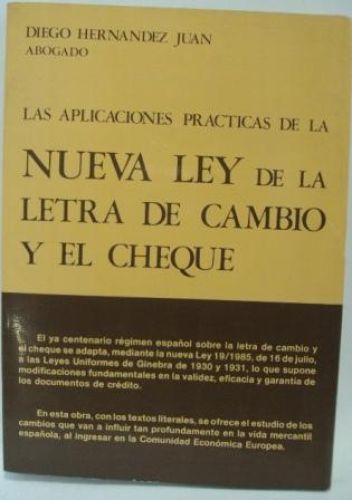 DIEGO HERNANDEZ JUAN
ABOGADO
LAS APLICACIONES PRACTICAS DE LA
NUEVA LEY DE LA
LETRA DE CAMBIO
Y EL CHEQUE
El ya centenario régimen español sobre la letra de cambio y
el cheque se adapta, mediante la nueva Ley 19/1985, de 16 de julio,
a las Leyes Uniformes de Ginebra de 1930 y 1931, lo que supone
modificaciones fundamentales en la validez, eficacia y garantía de
los documentos de crédito.
En esta obra, con los textos literales, se ofrece el estudio de los
cambios que van a influir tan profundamente en la vida mercantil
española, al ingresar en la Comunidad Económica Europea.